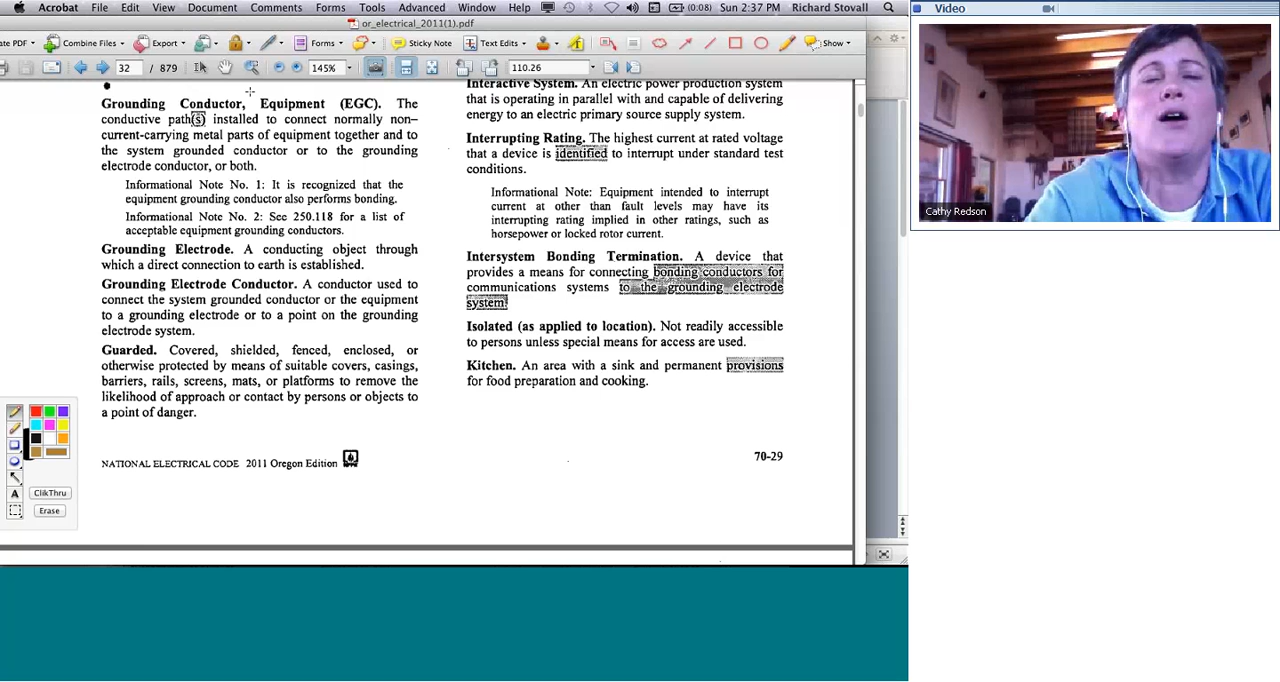 Acrobat File Edit View Document Comments Forms Tools Advanced Window Help (0:08) Sun 2:37 PM Richard Stovall
or_electrical_2011(1).pdf
ate PDF Combine Files Export Forms Sticky Note Text Edits Show
32 / 879 145% 110.26
Grounding Conductor, Equipment (EGC). The
conductive path(s) installed to connect normally non–
current-carrying metal parts of equipment together and to
the system grounded conductor or to the grounding
electrode conductor, or both.
Informational Note No. 1: It is recognized that the
equipment grounding conductor also performs bonding.
Informational Note No. 2: See 250.118 for a list of
acceptable equipment grounding conductors.
Grounding Electrode. A conducting object through
which a direct connection to earth is established.
Grounding Electrode Conductor. A conductor used to
connect the system grounded conductor or the equipment
to a grounding electrode or to a point on the grounding
electrode system.
Guarded. Covered, shielded, fenced, enclosed, or
otherwise protected by means of suitable covers, casings,
barriers, rails, screens, mats, or platforms to remove the
likelihood of approach or contact by persons or objects to
a point of danger.
NATIONAL ELECTRICAL CODE 2011 Oregon Edition
Interactive System. An electric power production system
that is operating in parallel with and capable of delivering
energy to an electric primary source supply system.
Interrupting Rating. The highest current at rated voltage
that a device is identified to interrupt under standard test
conditions.
Informational Note: Equipment intended to interrupt
current at other than fault levels may have its
interrupting rating implied in other ratings, such as
horsepower or locked rotor current.
Intersystem Bonding Termination. A device that
provides a means for connecting bonding conductors for
communications systems to the grounding electrode
system.
Isolated (as applied to location). Not readily accessible
to persons unless special means for access are used.
Kitchen. An area with a sink and permanent provisions
for food preparation and cooking.
70-29
A
ClikThru
Erase
Video
Cathy Redson